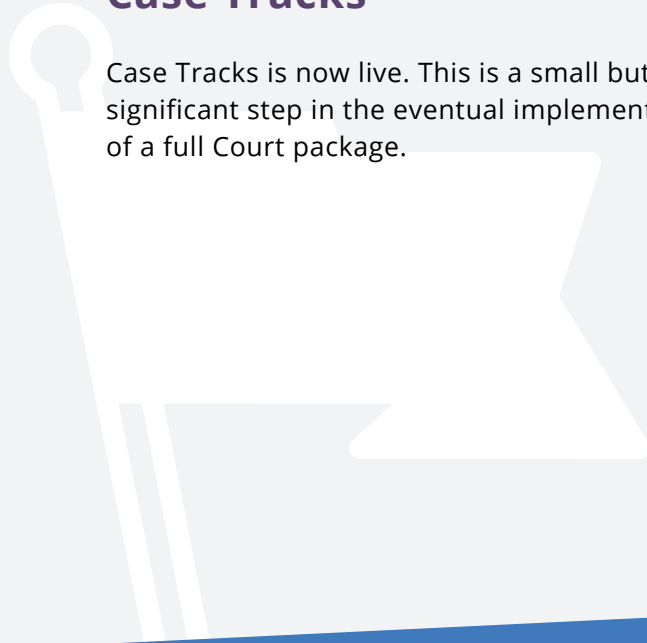 Case Tracks
Case Tracks is now live. This is a small but
significant step in the eventual implement
of a full Court package.